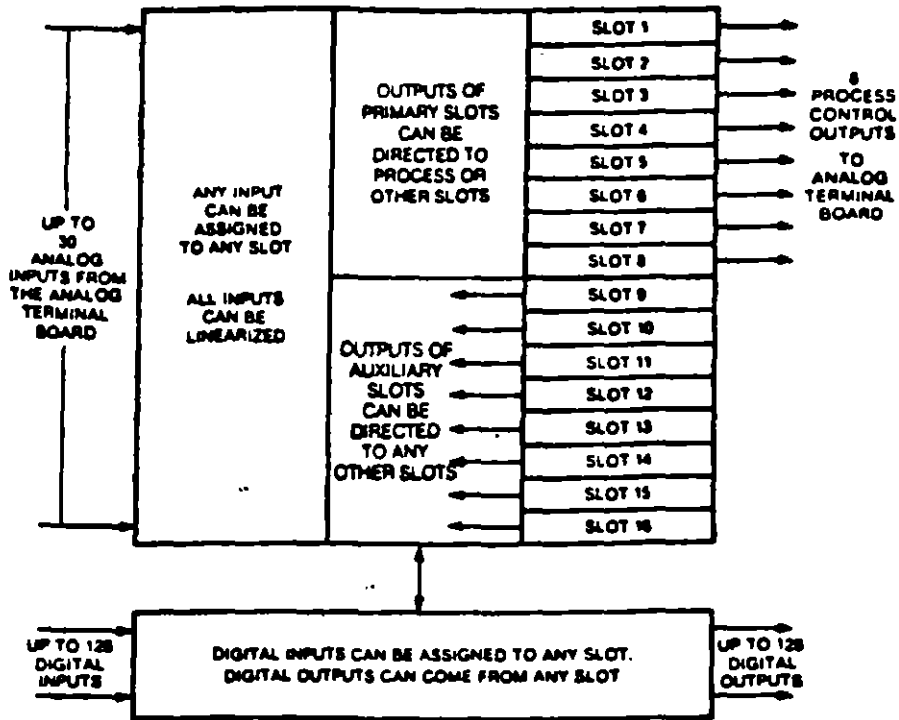 UP TO
30
ANALOG
INPUTS FROM
THE ANALOG
TERMINAL
BOARD
ANY INPUT
CAN BE
ASSIGNED
TO ANY SLOT
ALL INPUTS
CAN BE
LINEARIZED
OUTPUTS OF
PRIMARY SLOTS
CAN BE
DIRECTED TO
PROCESS OR
OTHER SLOTS
OUTPUTS OF
AUXILIARY
SLOTS
CAN BE
DIRECTED
TO ANY
OTHER SLOTS
SLOT 1
SLOT 2
SLOT 3
SLOT 4
SLOT 5
SLOT 6
SLOT 7
SLOT 8
SLOT 9
SLOT 10
SLOT 11
SLOT 12
SLOT 13
SLOT 14
SLOT 15
SLOT 16
8
PROCESS
CONTROL
OUTPUTS
TO
ANALOG
TERMINAL
BOARD
UP TO 128
DIGITAL
INPUTS
DIGITAL INPUTS CAN BE ASSIGNED TO ANY SLOT.
DIGITAL OUTPUTS CAN COME FROM ANY SLOT
UP TO 128
DIGITAL
OUTPUTS